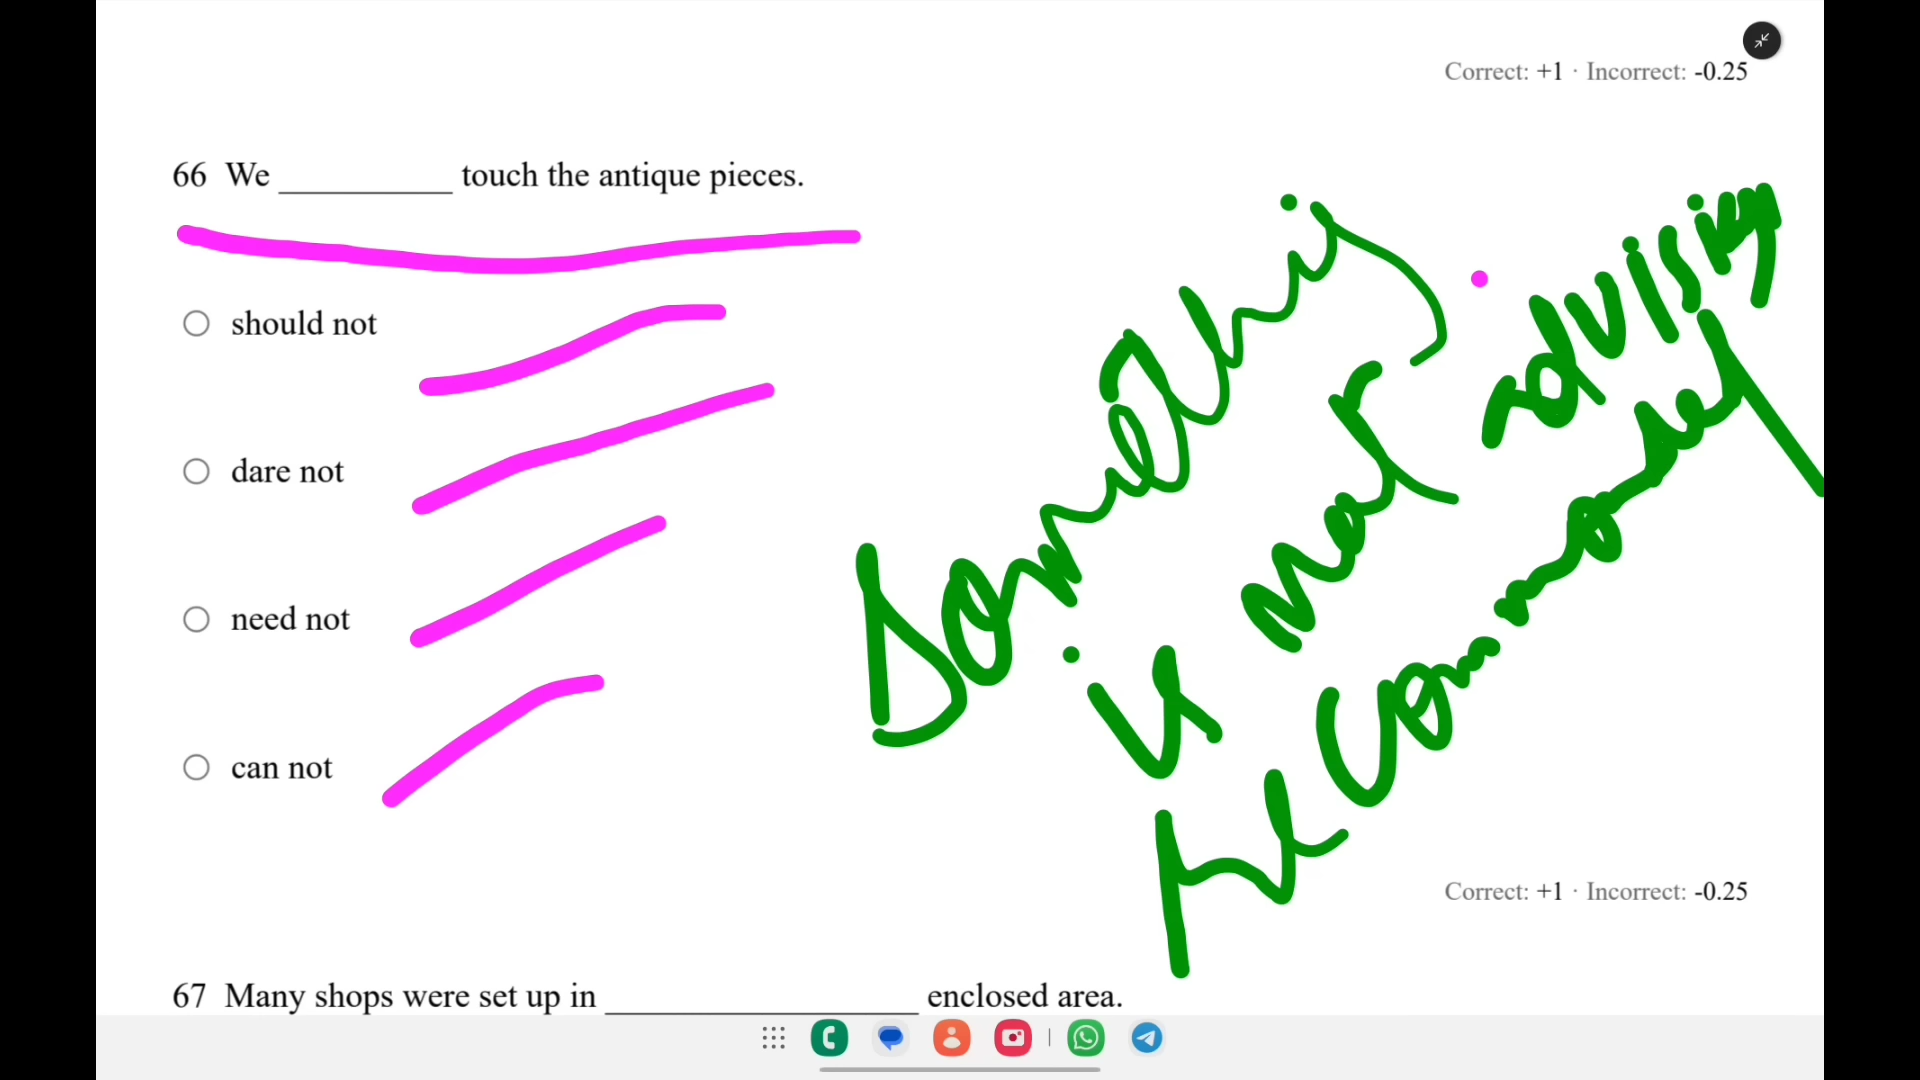 Correct: +1 · Incorrect: -0.25
66 We __________ touch the antique pieces.
should not
dare not
need not
can not
Something
is not advising
recommoned
Correct: +1 · Incorrect: -0.25
67 Many shops were set up in __________________ enclosed area.